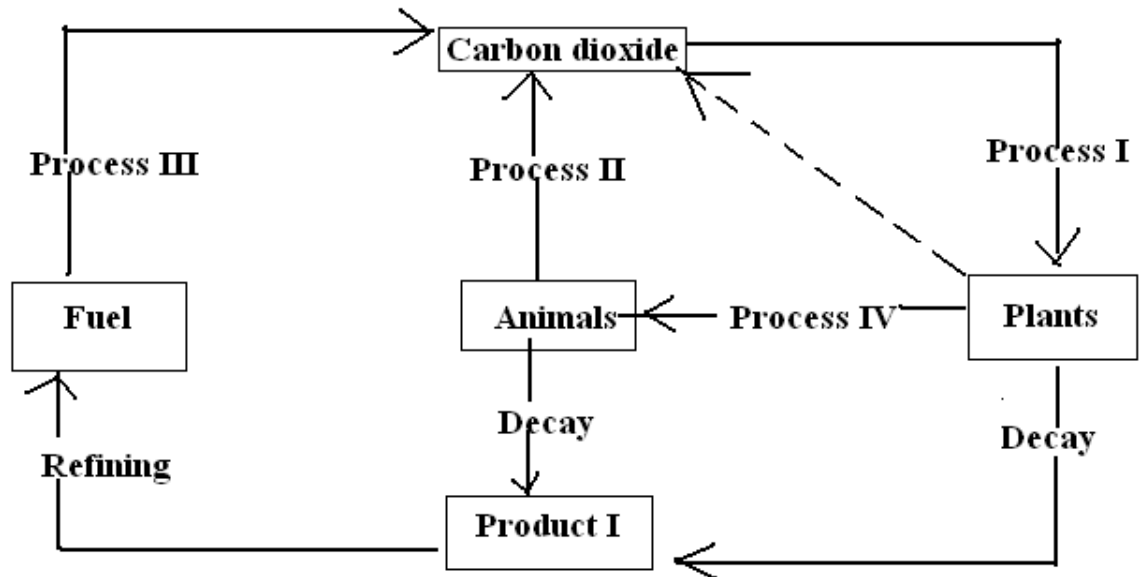 Carbon dioxide
Process III
Process II
Process I
Fuel
Animals
Process IV
Plants
Decay
Decay
Refining
Product I